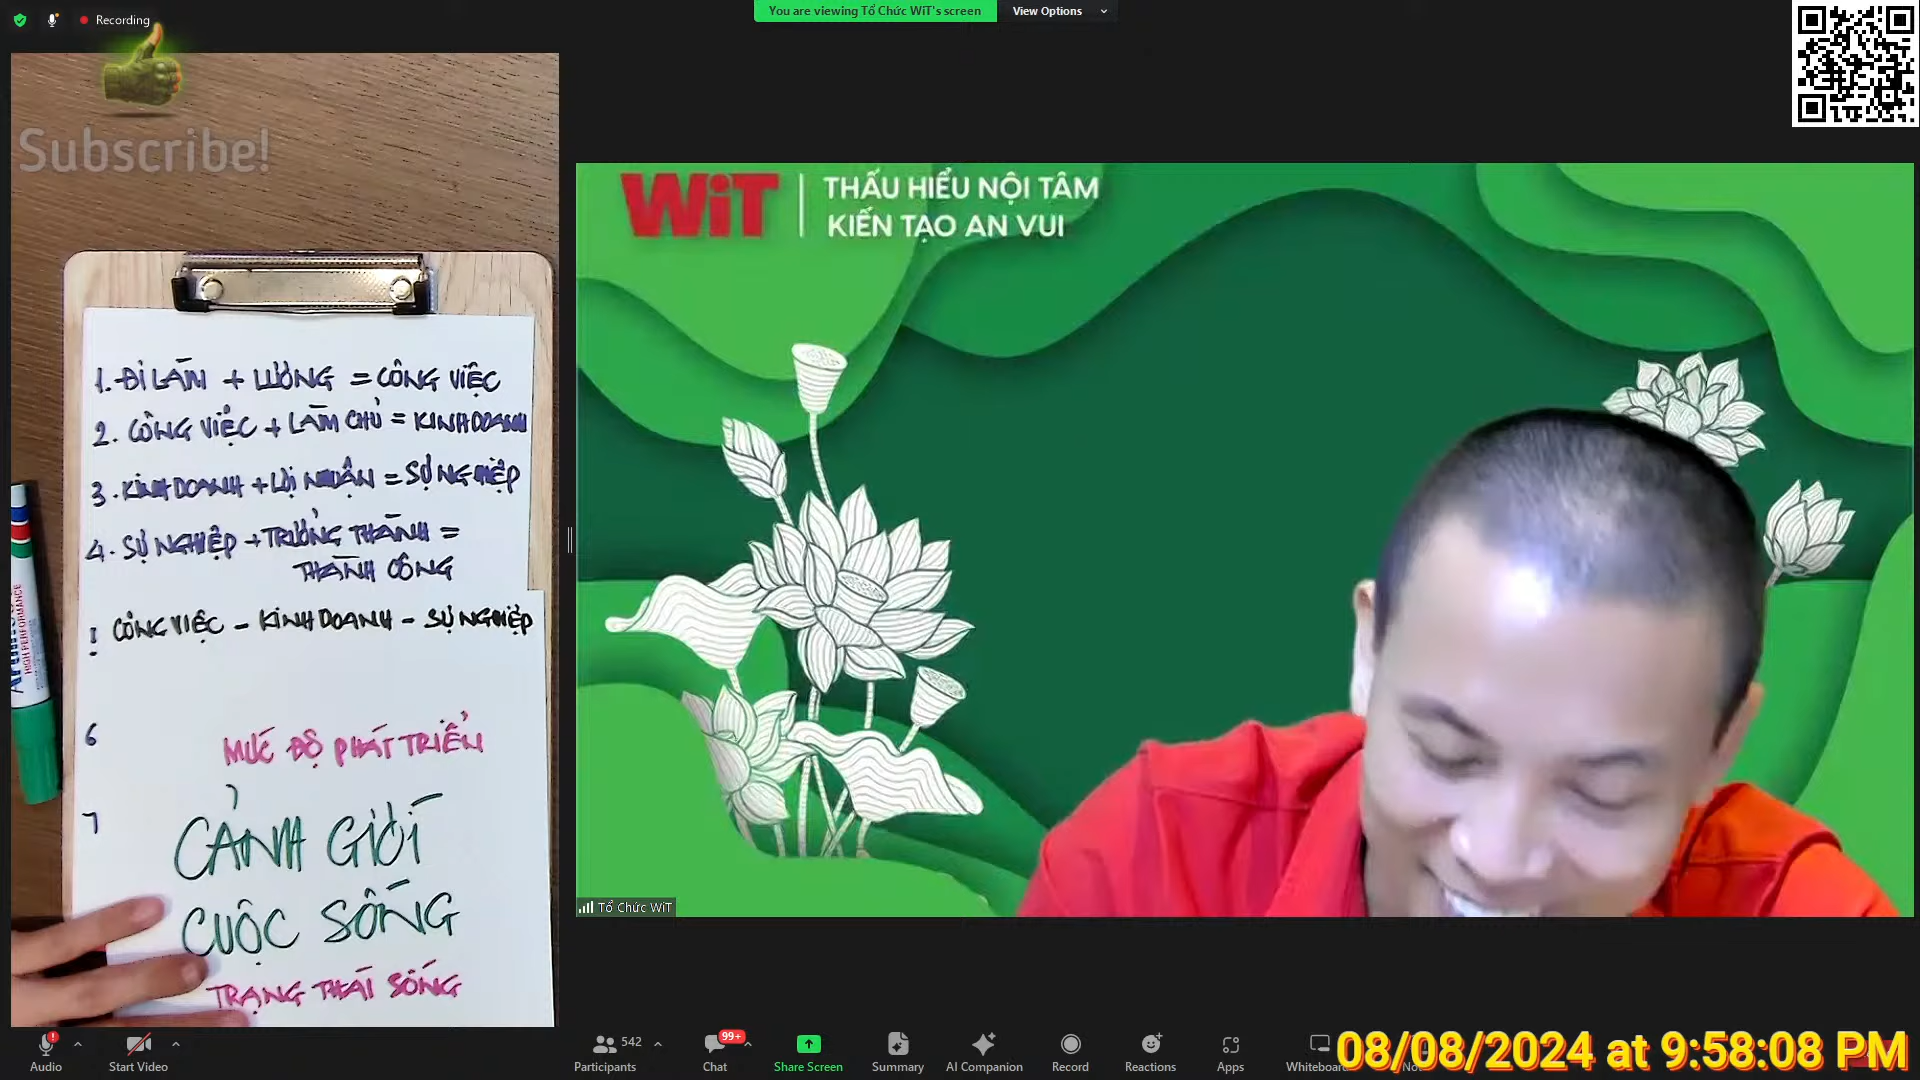 You are viewing Tổ Chức WiT's screen
View Options
Recording
Subscribe!
WiT
THẤU HIỂU NỘI TÂM
KIẾN TẠO AN VUI
1. ĐI LÀM + LƯƠNG = CÔNG VIỆC
2. CÔNG VIỆC + LÀM CHỦ = KINH DOANH
3. KINH DOANH + LỢI NHUẬN = SỰ NGHIỆP
4. SỰ NGHIỆP + TRƯỞNG THÀNH =
THÀNH CÔNG
! CÔNG VIỆC - KINH DOANH - SỰ NGHIỆP
6
MỨC ĐỘ PHÁT TRIỂN
7
CẢNH GIỚI
CUỘC SỐNG
TRẠNG THÁI SỐNG
HIGH PERFORMANCE
Tổ Chức WiT
Audio
Start Video
542
Participants
99+
Chat
Share Screen
Summary
AI Companion
Record
Reactions
Apps
08/08/2024 at 9:58:08 PM